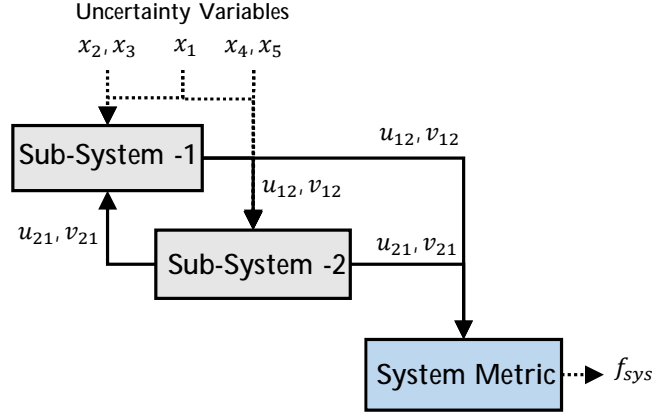 Uncertainty Variables
x₂, x₃ x₁ x₄, x₅
Sub-System -1
u₁₂, v₁₂
u₁₂, v₁₂
u₂₁, v₂₁
Sub-System -2
u₂₁, v₂₁
System Metric
f_sys